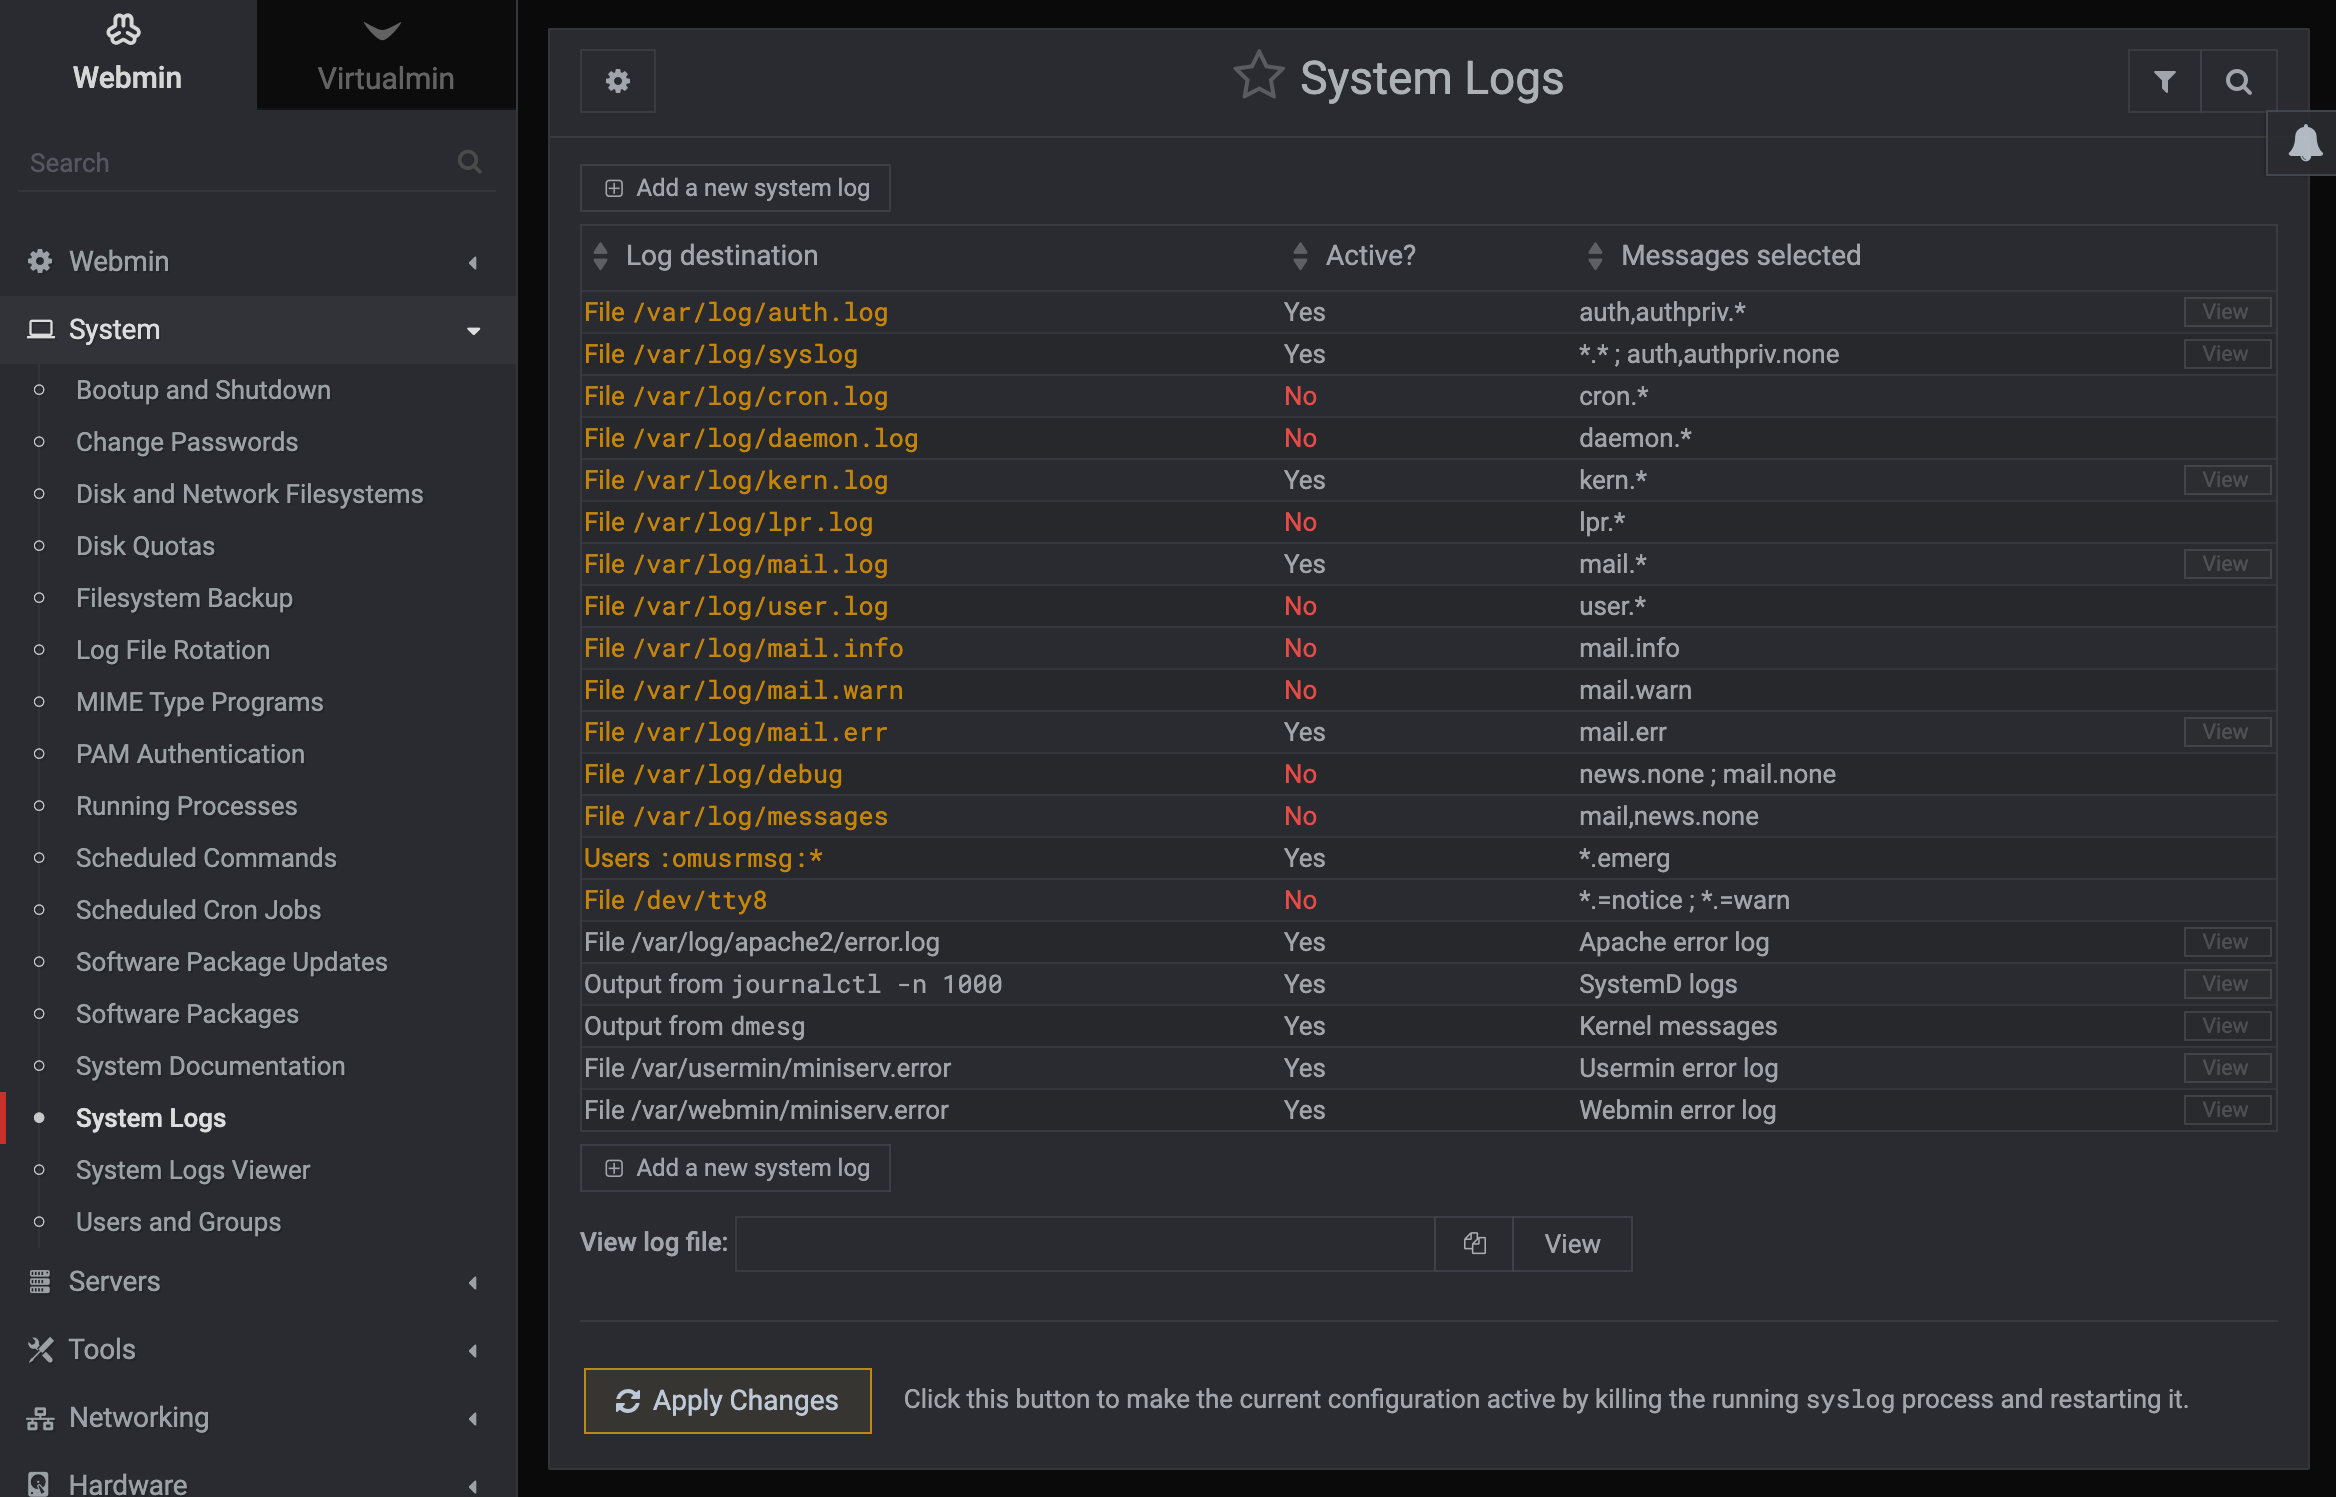 Webmin
Virtualmin
Search
Webmin
System
Bootup and Shutdown
Change Passwords
Disk and Network Filesystems
Disk Quotas
Filesystem Backup
Log File Rotation
MIME Type Programs
PAM Authentication
Running Processes
Scheduled Commands
Scheduled Cron Jobs
Software Package Updates
Software Packages
System Documentation
System Logs
System Logs Viewer
Users and Groups
Servers
Tools
Networking
Hardware
System Logs
Add a new system log
Log destination Active? Messages selected
File /var/log/auth.log Yes auth,authpriv.* View
File /var/log/syslog Yes *.* ; auth,authpriv.none View
File /var/log/cron.log No cron.*
File /var/log/daemon.log No daemon.*
File /var/log/kern.log Yes kern.* View
File /var/log/lpr.log No lpr.*
File /var/log/mail.log Yes mail.* View
File /var/log/user.log No user.*
File /var/log/mail.info No mail.info
File /var/log/mail.warn No mail.warn
File /var/log/mail.err Yes mail.err View
File /var/log/debug No news.none ; mail.none
File /var/log/messages No mail,news.none
Users :omusrmsg:* Yes *.emerg
File /dev/tty8 No *.=notice ; *.=warn
File /var/log/apache2/error.log Yes Apache error log View
Output from journalctl -n 1000 Yes SystemD logs View
Output from dmesg Yes Kernel messages View
File /var/usermin/miniserv.error Yes Usermin error log View
File /var/webmin/miniserv.error Yes Webmin error log View
Add a new system log
View log file: View
Apply Changes Click this button to make the current configuration active by killing the running syslog process and restarting it.